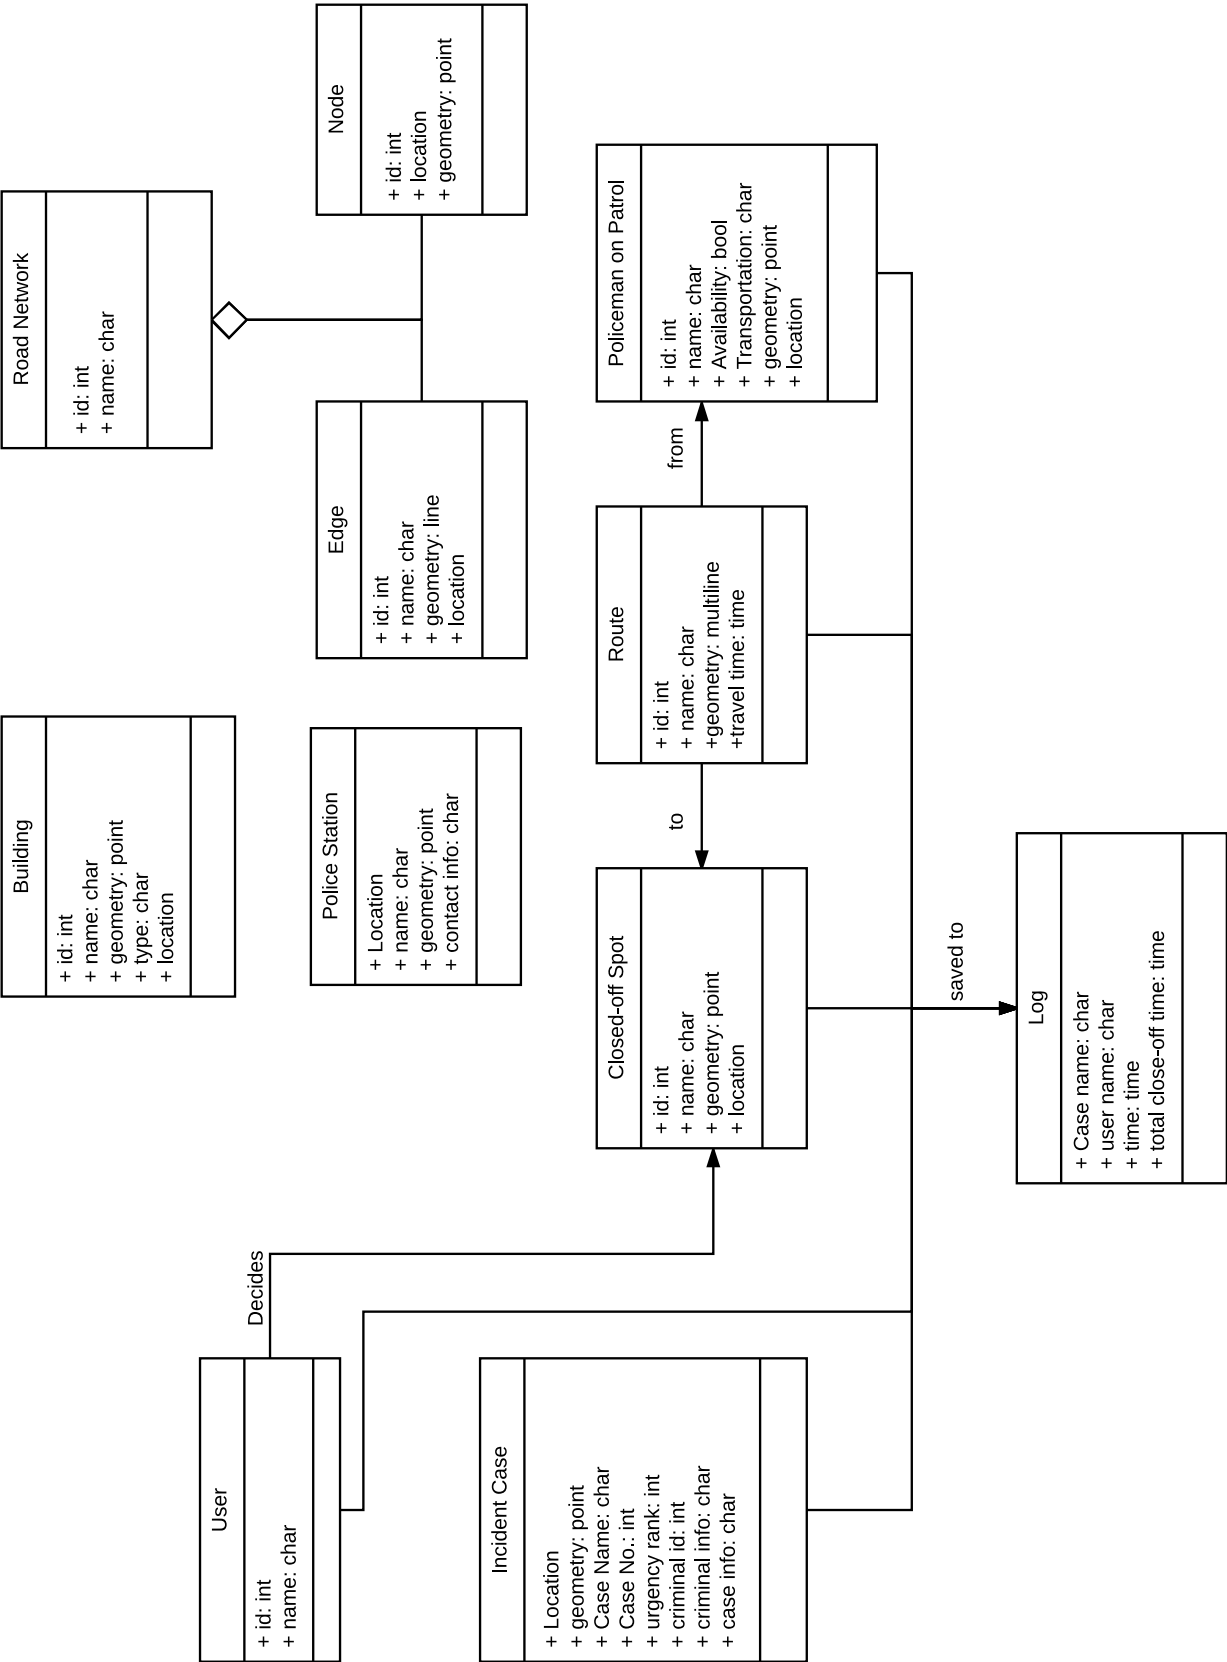 User
+ id: int
+ name: char
Decides
Building
+ id: int
+ name: char
+ geometry: point
+ type: char
+ location
Road Network
+ id: int
+ name: char
Police Station
+ Location
+ name: char
+ geometry: point
+ contact info: char
Edge
+ id: int
+ name: char
+ geometry: line
+ location
Node
+ id: int
+ location
+ geometry: point
Incident Case
+ Location
+ geometry: point
+ Case Name: char
+ Case No.: int
+ urgency rank: int
+ criminal id: int
+ criminal info: char
+ case info: char
Closed-off Spot
+ id: int
+ name: char
+ geometry: point
+ location
to
Route
+ id: int
+ name: char
+geometry: multiline
+travel time: time
from
Policeman on Patrol
+ id: int
+ name: char
+ Availability: bool
+ Transportation: char
+ geometry: point
+ location
saved to
Log
+ Case name: char
+ user name: char
+ time: time
+ total close-off time: time